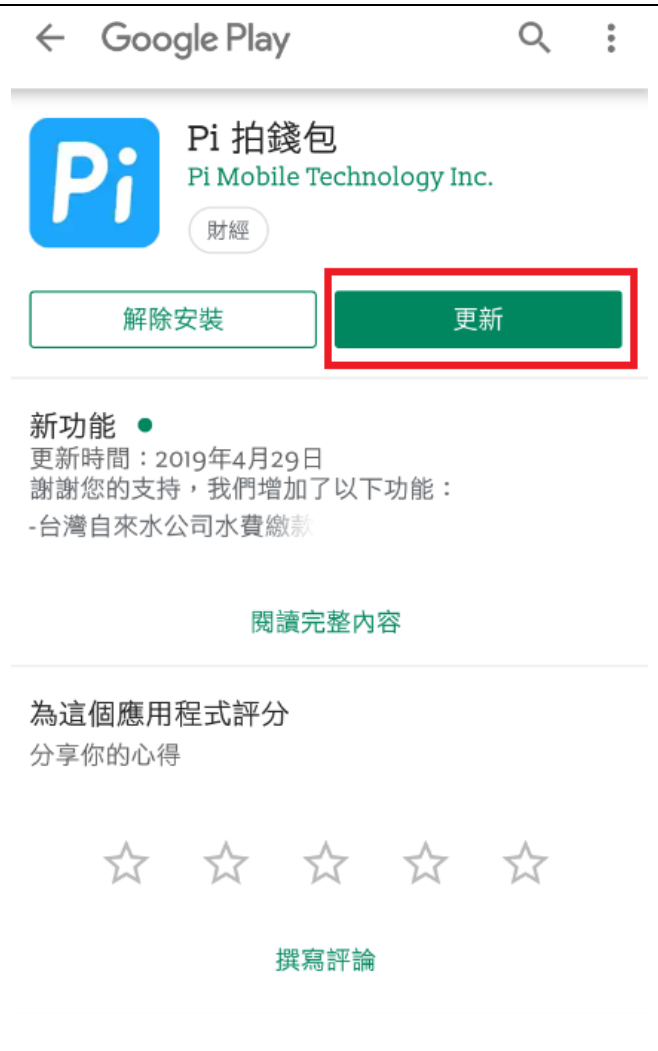 Google Play
Pi
Pi 拍錢包
Pi Mobile Technology Inc.
財經
解除安裝
更新
新功能
更新時間：2019年4月29日
謝謝您的支持，我們增加了以下功能：
-台灣自來水公司水費繳款
閱讀完整內容
為這個應用程式評分
分享你的心得
撰寫評論